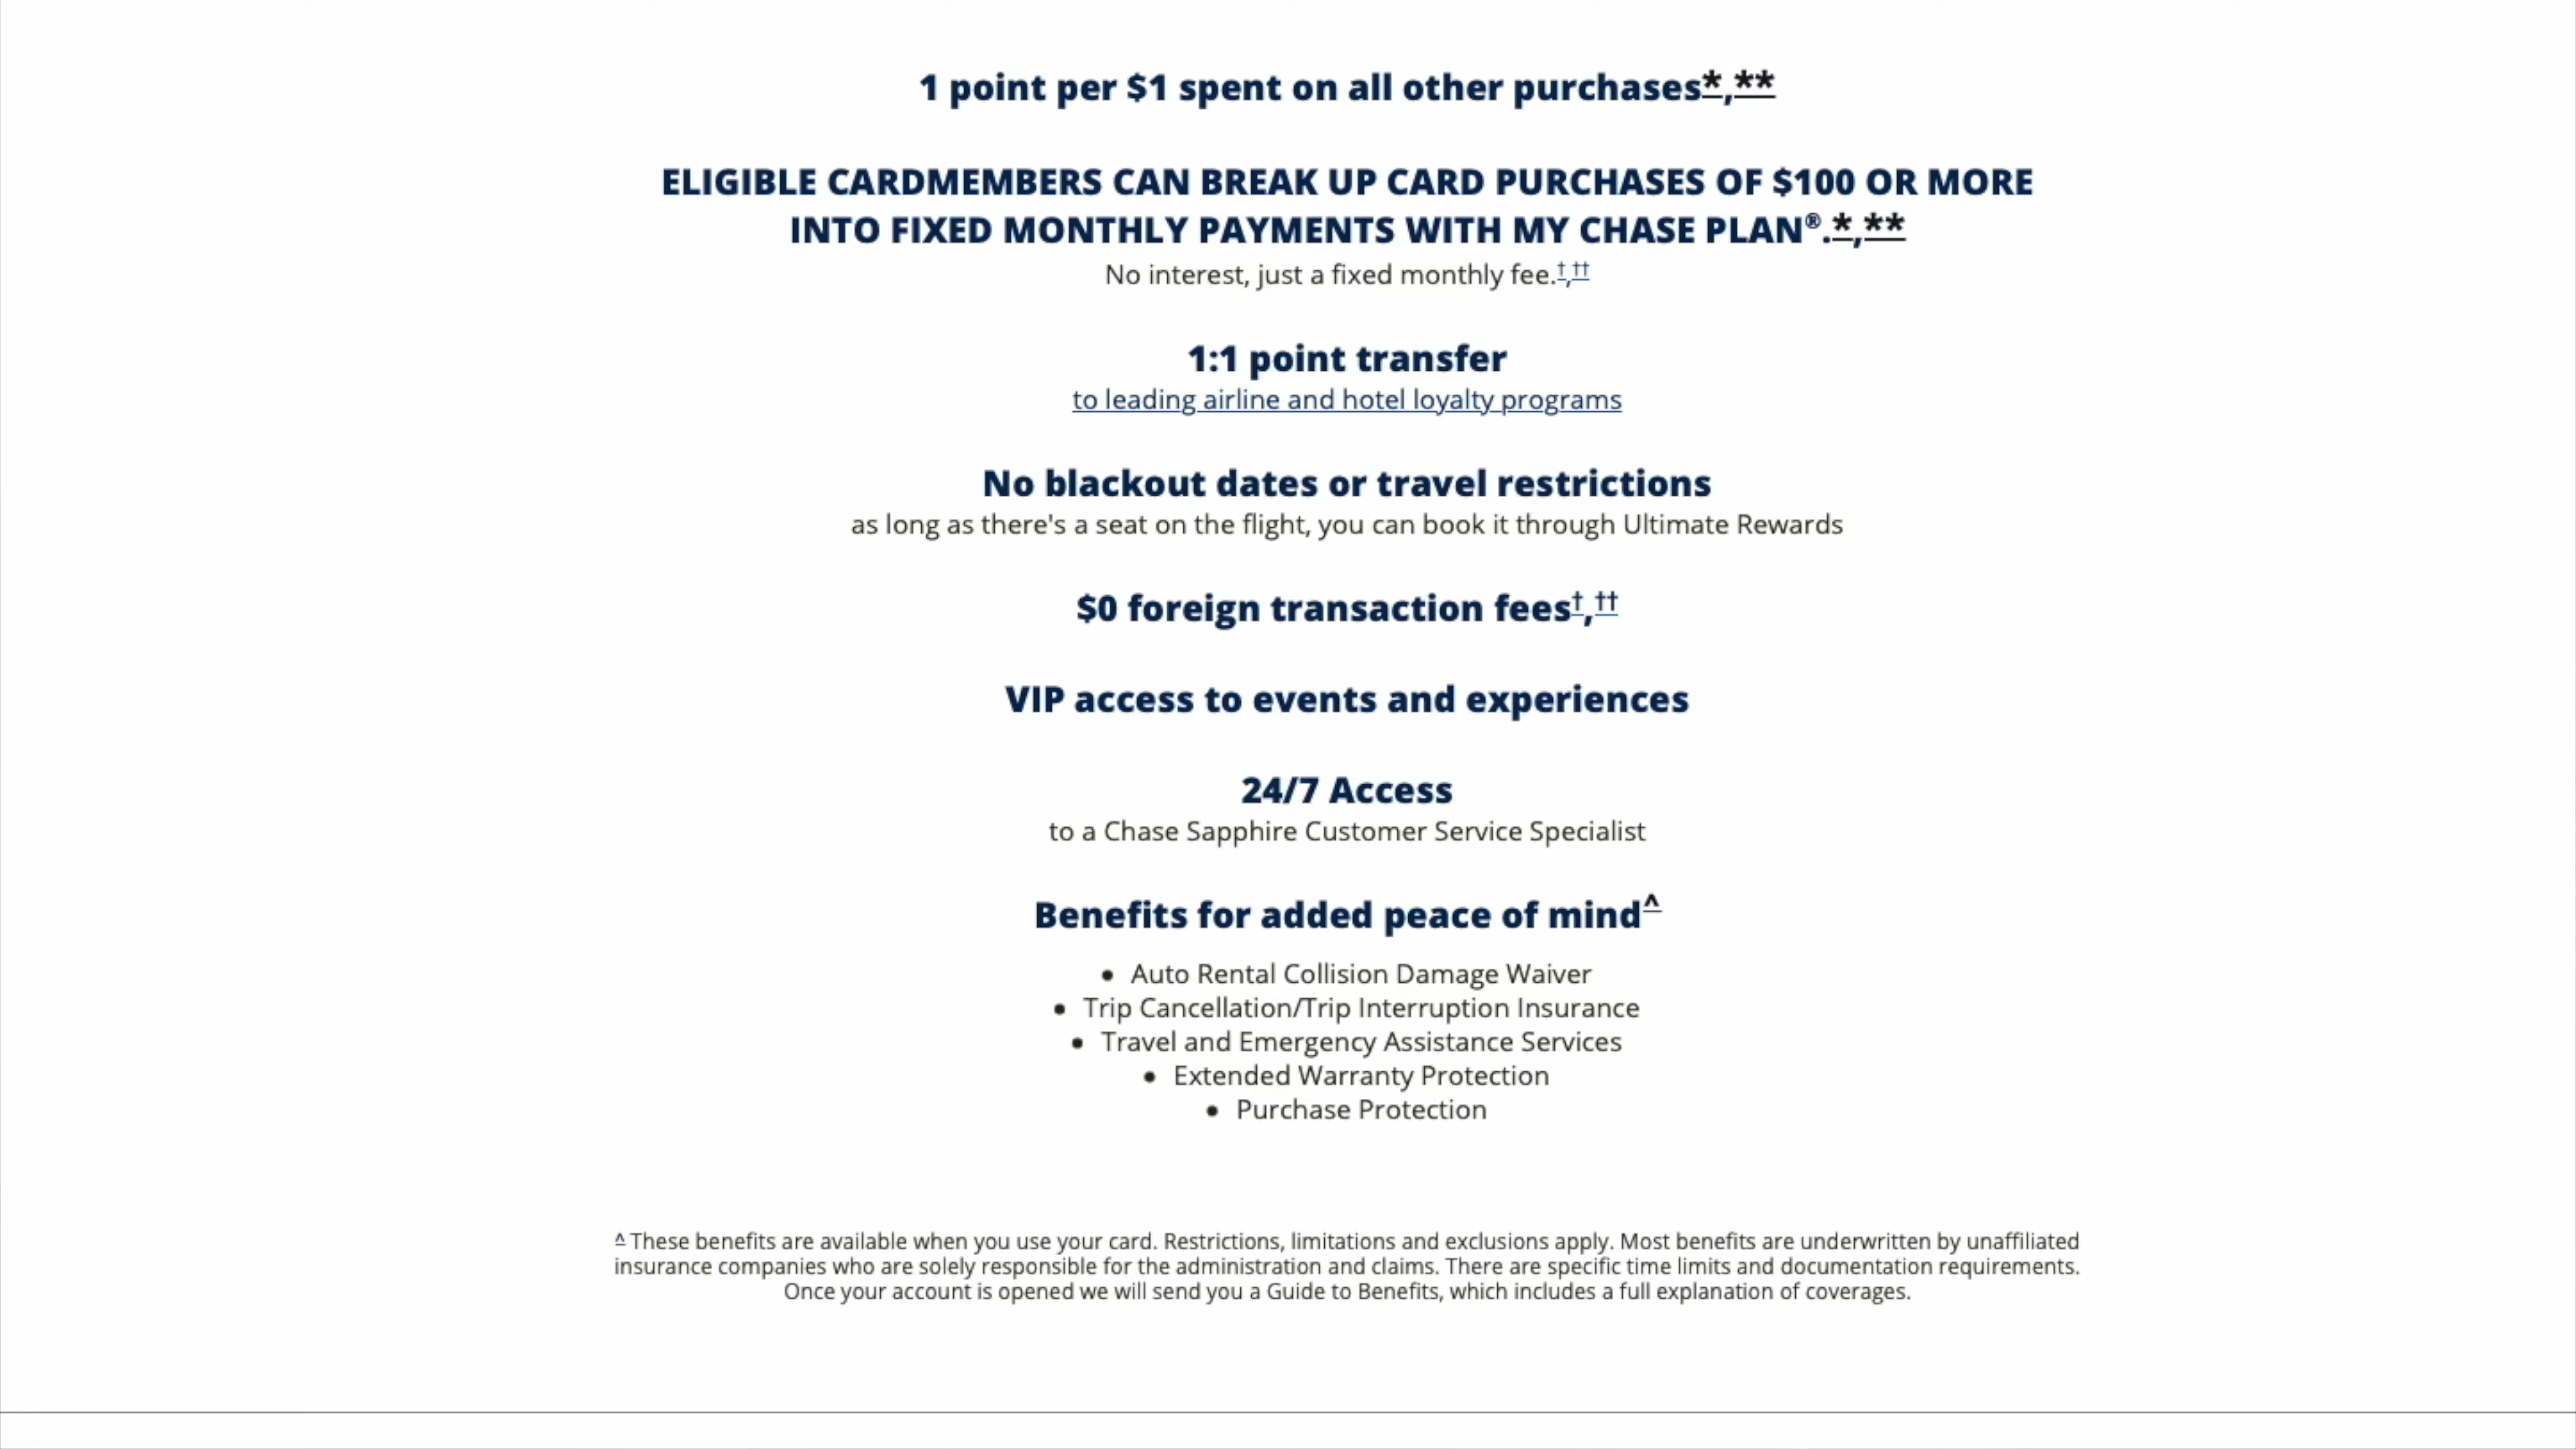 1 point per $1 spent on all other purchases*,**
ELIGIBLE CARDMEMBERS CAN BREAK UP CARD PURCHASES OF $100 OR MORE
INTO FIXED MONTHLY PAYMENTS WITH MY CHASE PLAN®.*,**
No interest, just a fixed monthly fee.†,††
1:1 point transfer
to leading airline and hotel loyalty programs
No blackout dates or travel restrictions
as long as there's a seat on the flight, you can book it through Ultimate Rewards
$0 foreign transaction fees†,††
VIP access to events and experiences
24/7 Access
to a Chase Sapphire Customer Service Specialist
Benefits for added peace of mind^
• Auto Rental Collision Damage Waiver
• Trip Cancellation/Trip Interruption Insurance
• Travel and Emergency Assistance Services
• Extended Warranty Protection
• Purchase Protection
^ These benefits are available when you use your card. Restrictions, limitations and exclusions apply. Most benefits are underwritten by unaffiliated
insurance companies who are solely responsible for the administration and claims. There are specific time limits and documentation requirements.
Once your account is opened we will send you a Guide to Benefits, which includes a full explanation of coverages.